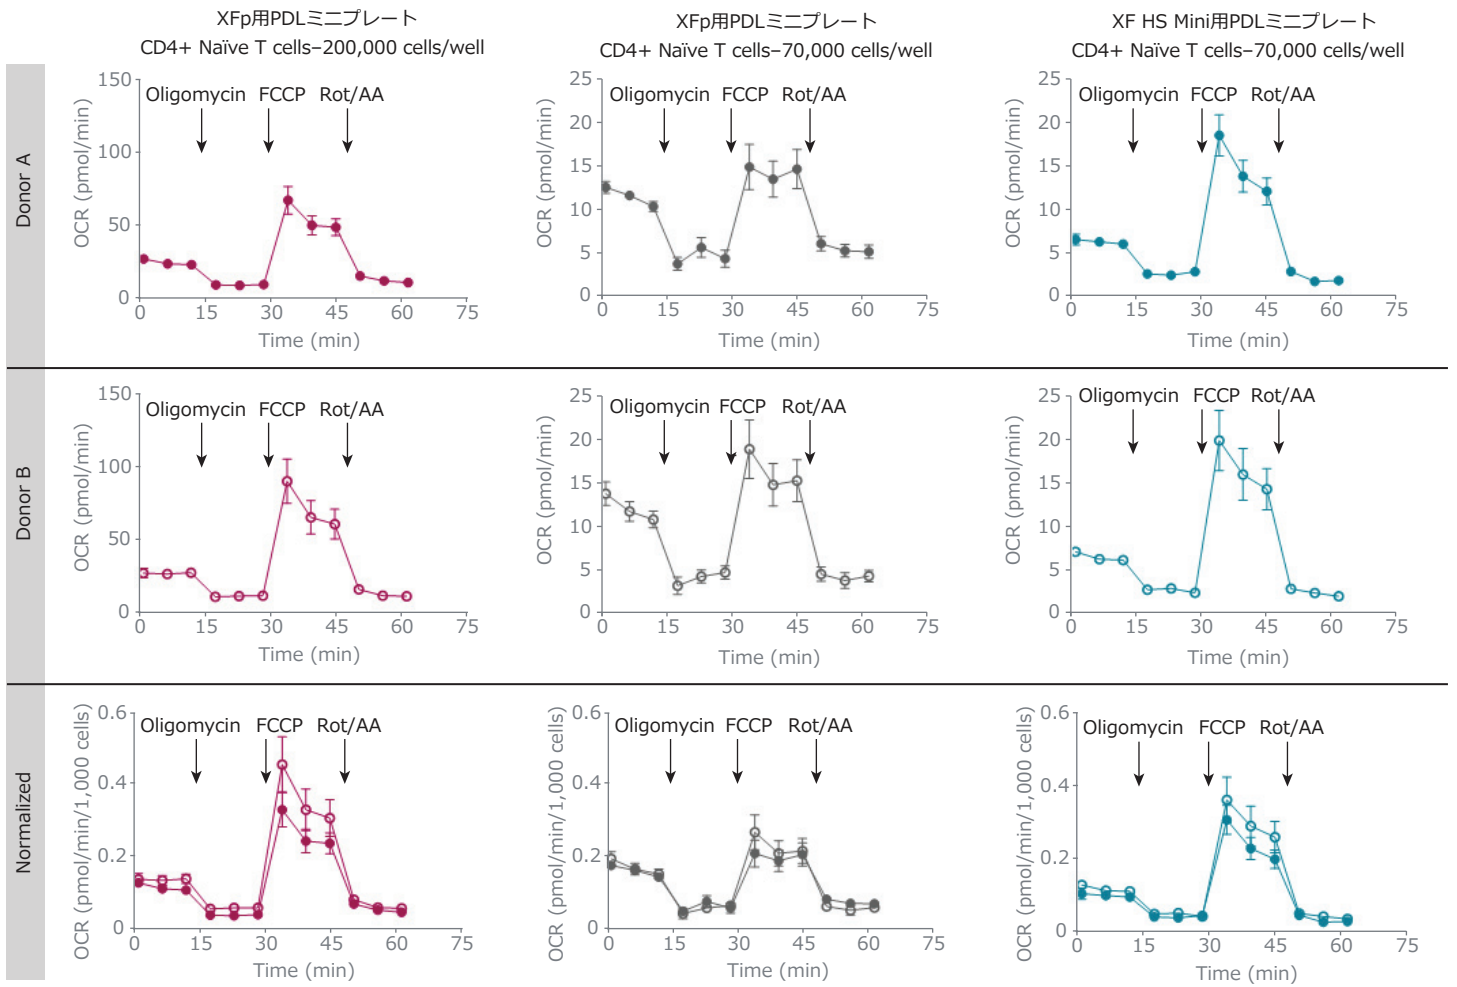 XFp用PDLミニプレート
CD4+ Naïve T cells–200,000 cells/well
XFp用PDLミニプレート
CD4+ Naïve T cells–70,000 cells/well
XF HS Mini用PDLミニプレート
CD4+ Naïve T cells–70,000 cells/well
Donor A
OCR (pmol/min)
150
100
50
0
Oligomycin FCCP Rot/AA
0 15 30 45 60 75
Time (min)
OCR (pmol/min)
25
20
15
10
5
0
Oligomycin FCCP Rot/AA
0 15 30 45 60 75
Time (min)
OCR (pmol/min)
25
20
15
10
5
0
Oligomycin FCCP Rot/AA
0 15 30 45 60 75
Time (min)
Donor B
OCR (pmol/min)
150
100
50
0
Oligomycin FCCP Rot/AA
0 15 30 45 60 75
Time (min)
OCR (pmol/min)
25
20
15
10
5
0
Oligomycin FCCP Rot/AA
0 15 30 45 60 75
Time (min)
OCR (pmol/min)
25
20
15
10
5
0
Oligomycin FCCP Rot/AA
0 15 30 45 60 75
Time (min)
Normalized
OCR (pmol/min/1,000 cells)
0.6
0.4
0.2
0
Oligomycin FCCP Rot/AA
0 15 30 45 60 75
Time (min)
OCR (pmol/min/1,000 cells)
0.6
0.4
0.2
0
Oligomycin FCCP Rot/AA
0 15 30 45 60 75
Time (min)
OCR (pmol/min/1,000 cells)
0.6
0.4
0.2
0
Oligomycin FCCP Rot/AA
0 15 30 45 60 75
Time (min)